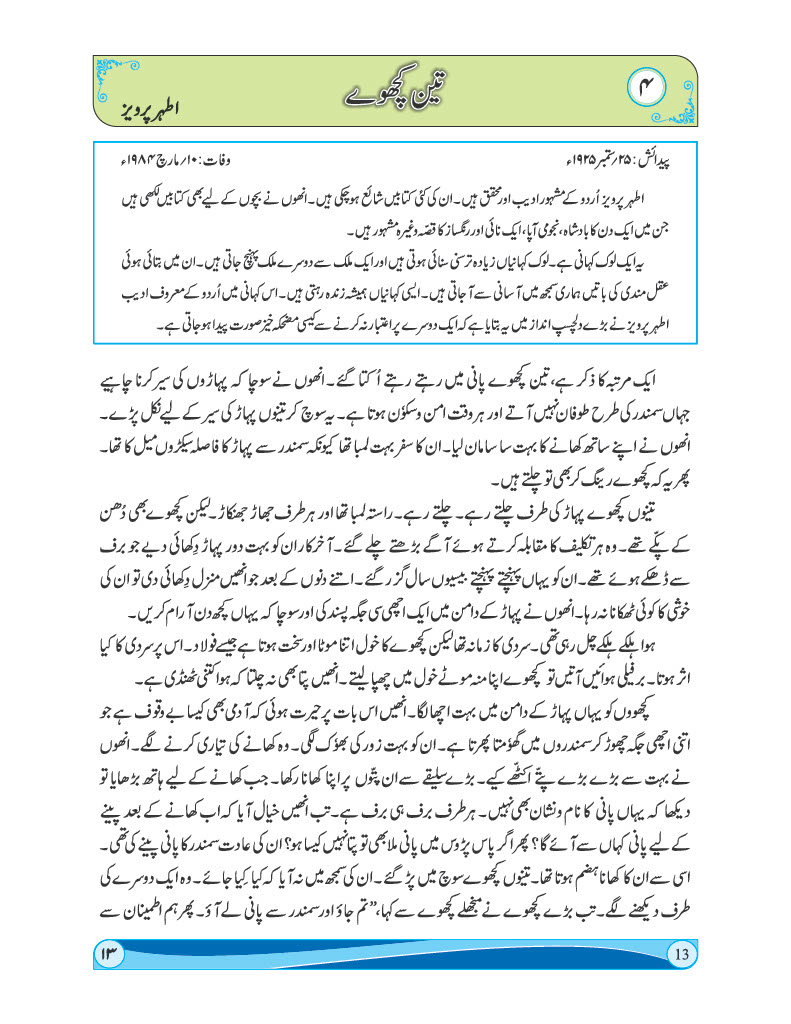 ۴
تین کچھوے
اطہر پرویز
پیدائش : ۲۵؍ستمبر ۱۹۲۵ء
وفات : ۱۰؍مارچ ۱۹۸۴ء
اطہر پرویز اُردو کے مشہور ادیب اور محقق ہیں۔ ان کی کئی کتابیں شائع ہو چکی ہیں۔ انھوں نے بچوں کے لیے بھی کتابیں لکھی ہیں
جن میں ایک دن کا بادشاہ، نجومی آپا، ایک نائی اور رنگساز کا قصّہ وغیرہ مشہور ہیں۔
یہ ایک لوک کہانی ہے۔ لوک کہانیاں زیادہ تر سنی سنائی ہوتی ہیں اور ایک ملک سے دوسرے ملک پہنچ جاتی ہیں۔ ان میں بتائی ہوئی
عقل مندی کی باتیں ہماری سمجھ میں آسانی سے آجاتی ہیں۔ ایسی کہانیاں ہمیشہ زندہ رہتی ہیں۔ اس کہانی میں اُردو کے معروف ادیب
اطہر پرویز نے بڑے دلچسپ انداز میں یہ بتایا ہے کہ ایک دوسرے پر اعتبار نہ کرنے سے کیسی مضحکہ خیز صورت پیدا ہو جاتی ہے۔
ایک مرتبہ کا ذکر ہے، تین کچھوے پانی میں رہتے رہتے اُکتا گئے۔ انھوں نے سوچا کہ پہاڑوں کی سیر کرنا چاہیے
جہاں سمندر کی طرح طوفان نہیں آتے اور ہر وقت امن و سکوٗن ہوتا ہے۔ یہ سوچ کر تینوں پہاڑ کی سیر کے لیے نکل پڑے۔
انھوں نے اپنے ساتھ کھانے کا بہت سا سامان لیا۔ ان کا سفر بہت لمبا تھا کیونکہ سمندر سے پہاڑ کا فاصلہ سیکڑوں میل کا تھا۔
پھر یہ کہ کچھوے رینگ کر بھی تو چلتے ہیں۔
تینوں کچھوے پہاڑ کی طرف چلتے رہے۔ چلتے رہے۔ راستہ لمبا تھا اور ہر طرف جھاڑ جھنکاڑ۔ لیکن کچھوے بھی دُھن
کے پکّے تھے۔ وہ ہر تکلیف کا مقابلہ کرتے ہوئے آگے بڑھتے چلے گئے۔ آخر کار ان کو بہت دور پہاڑ دِکھائی دیے جو برف
سے ڈھکے ہوئے تھے۔ ان کو یہاں پہنچتے پہنچتے بیسیوں سال گزر گئے۔ اتنے دنوں کے بعد جو انھیں منزل دِکھائی دی تو ان کی
خوشی کا کوئی ٹھکانا نہ رہا۔ انھوں نے پہاڑ کے دامن میں ایک اچھی سی جگہ پسند کی اور سوچا کہ یہاں کچھ دن آرام کریں۔
ہوا ہلکے ہلکے چل رہی تھی۔ سردی کا زمانہ تھا لیکن کچھوے کا خول اتنا موٹا اور سخت ہوتا ہے جیسے فولاد۔ اس پر سردی کا کیا
اثر ہوتا۔ برفیلی ہوائیں آتیں تو کچھوے اپنا منہ موٹے خول میں چھپا لیتے۔ انھیں پتا بھی نہ چلتا کہ ہوا کتنی ٹھنڈی ہے۔
کچھووں کو یہاں پہاڑ کے دامن میں بہت اچھا لگا۔ انھیں اس بات پر حیرت ہوئی کہ آدمی بھی کیسا بے وقوف ہے جو
اتنی اچھی جگہ چھوڑ کر سمندروں میں گھوٗمتا پھرتا ہے۔ ان کو بہت زور کی بھوٗک لگی۔ وہ کھانے کی تیاری کرنے لگے۔ انھوں
نے بہت سے بڑے بڑے پتّے اکٹھّے کیے۔ بڑے سلیقے سے ان پتّوں پر اپنا کھانا رکھا۔ جب کھانے کے لیے ہاتھ بڑھایا تو
دیکھا کہ یہاں پانی کا نام و نشان بھی نہیں۔ ہر طرف برف ہی برف ہے۔ تب انھیں خیال آیا کہ اب کھانے کے بعد پینے
کے لیے پانی کہاں سے آئے گا؟ پھر اگر پاس پڑوس میں پانی ملا بھی تو پتا نہیں کیسا ہو؟ ان کی عادت سمندر کا پانی پینے کی تھی۔
اسی سے ان کا کھانا ہضم ہوتا تھا۔ تینوں کچھوے سوچ میں پڑ گئے۔ ان کی سمجھ میں نہ آیا کہ کیا کِیا جائے۔ وہ ایک دوسرے کی
طرف دیکھنے لگے۔ تب بڑے کچھوے نے منجھلے کچھوے سے کہا، ”تم جاؤ اور سمندر سے پانی لے آؤ۔ پھر ہم اطمینان سے
۱۳
13